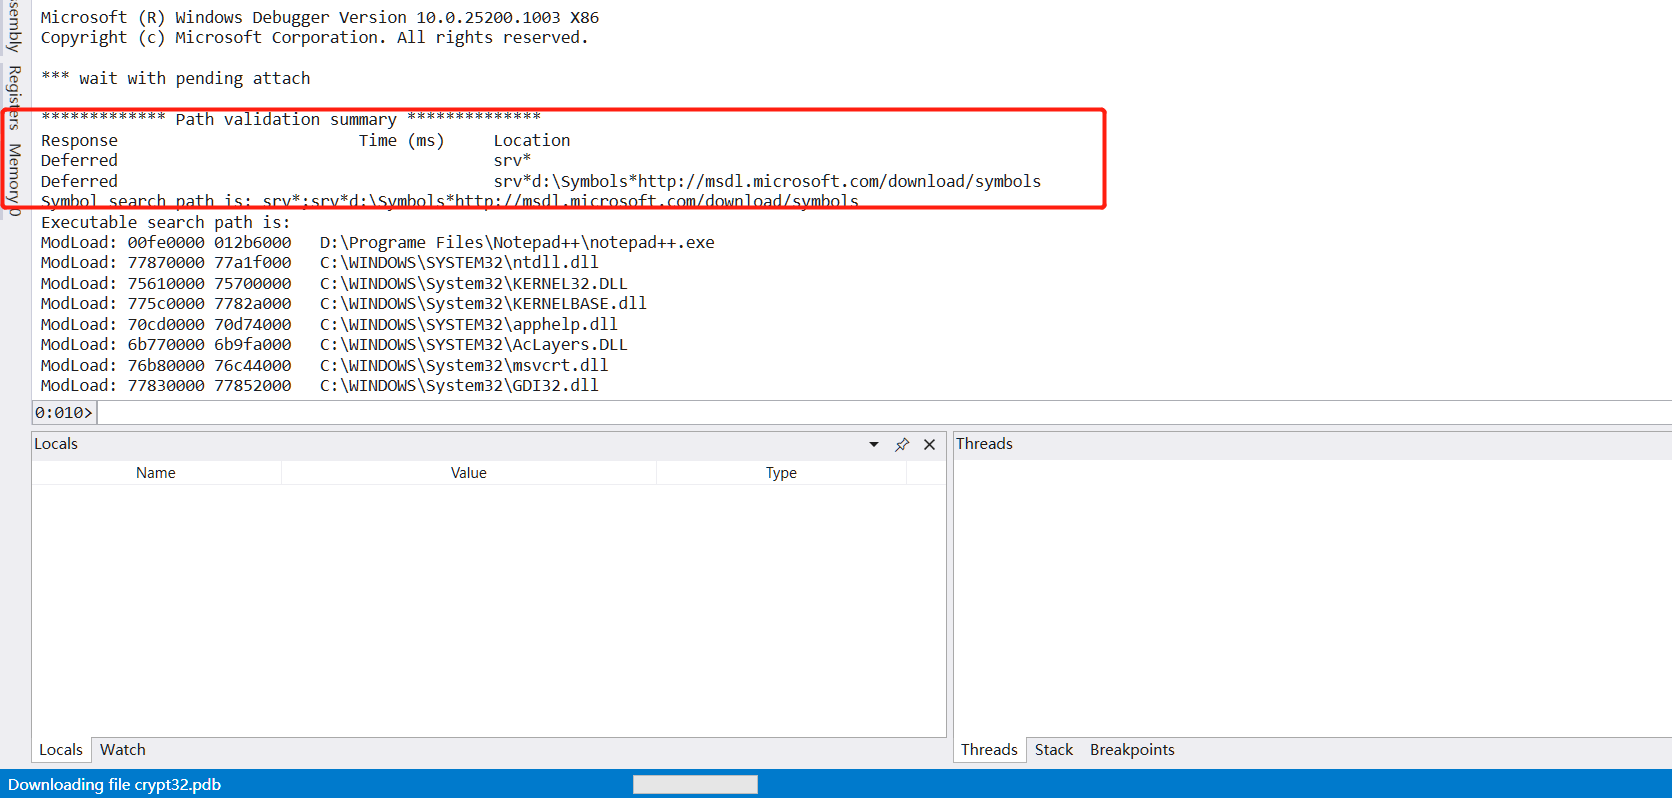 sembly
Registers
Memory 0
Microsoft (R) Windows Debugger Version 10.0.25200.1003 X86
Copyright (c) Microsoft Corporation. All rights reserved.
*** wait with pending attach
************* Path validation summary **************
Response Time (ms) Location
Deferred srv*
Deferred srv*d:\Symbols*http://msdl.microsoft.com/download/symbols
Symbol search path is: srv*;srv*d:\Symbols*http://msdl.microsoft.com/download/symbols
Executable search path is:
ModLoad: 00fe0000 012b6000 D:\Programe Files\Notepad++\notepad++.exe
ModLoad: 77870000 77a1f000 C:\WINDOWS\SYSTEM32\ntdll.dll
ModLoad: 75610000 75700000 C:\WINDOWS\System32\KERNEL32.DLL
ModLoad: 775c0000 7782a000 C:\WINDOWS\System32\KERNELBASE.dll
ModLoad: 70cd0000 70d74000 C:\WINDOWS\SYSTEM32\apphelp.dll
ModLoad: 6b770000 6b9fa000 C:\WINDOWS\SYSTEM32\AcLayers.DLL
ModLoad: 76b80000 76c44000 C:\WINDOWS\System32\msvcrt.dll
ModLoad: 77830000 77852000 C:\WINDOWS\System32\GDI32.dll
0:010>
Locals
Name Value Type
Locals Watch
Threads
Threads Stack Breakpoints
Downloading file crypt32.pdb